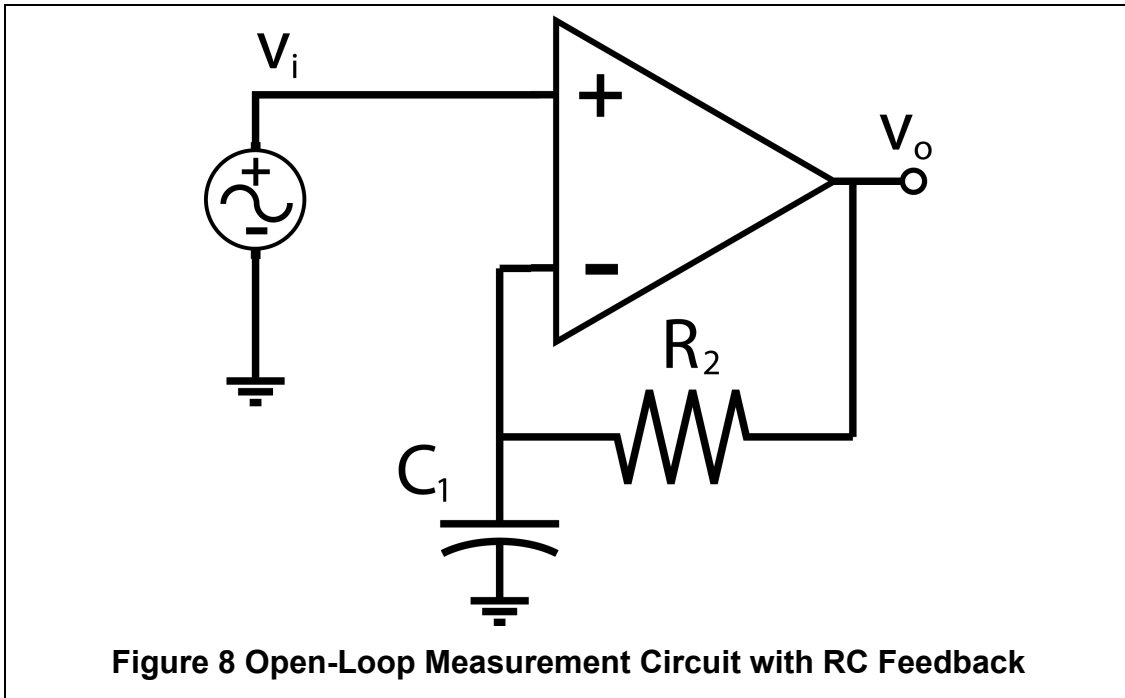 Vi
+
Vo
+
-
-
R2
C1
Figure 8 Open-Loop Measurement Circuit with RC Feedback